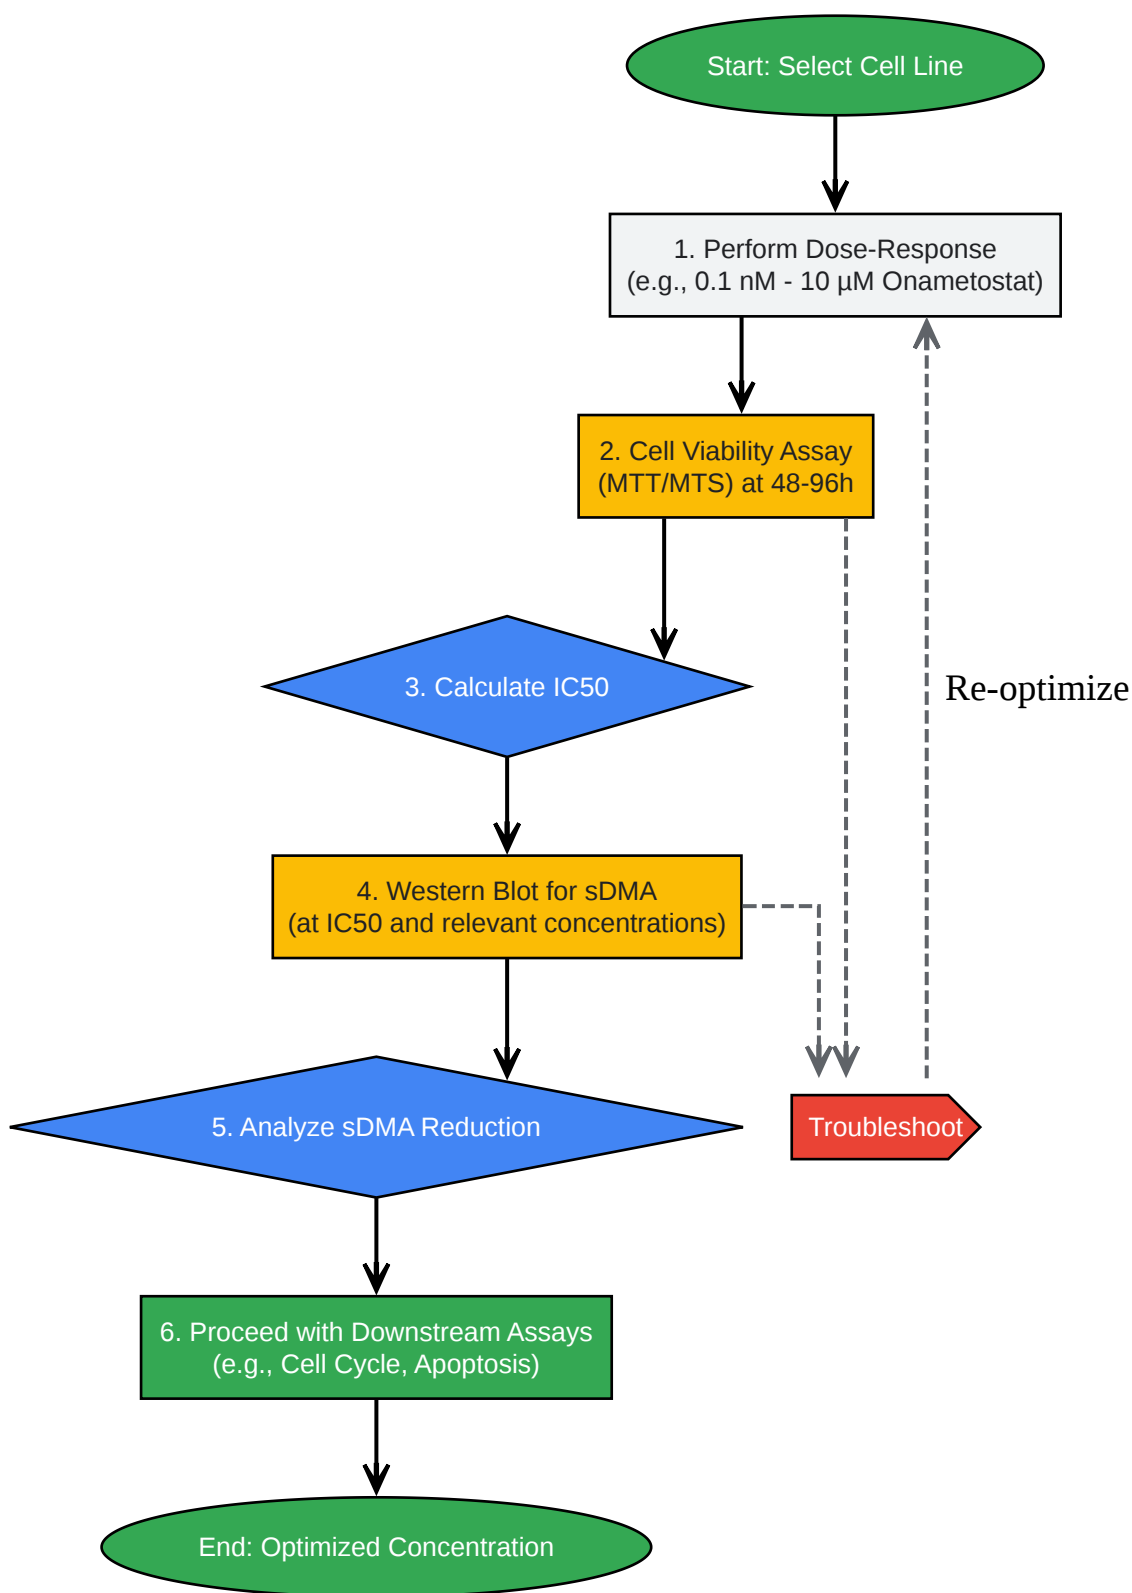 Start: Select Cell Line
1. Perform Dose-Response
(e.g., 0.1 nM - 10 µM Onametostat)
2. Cell Viability Assay
(MTT/MTS) at 48-96h
3. Calculate IC50
Re-optimize
4. Western Blot for sDMA
(at IC50 and relevant concentrations)
5. Analyze sDMA Reduction
Troubleshoot
6. Proceed with Downstream Assays
(e.g., Cell Cycle, Apoptosis)
End: Optimized Concentration